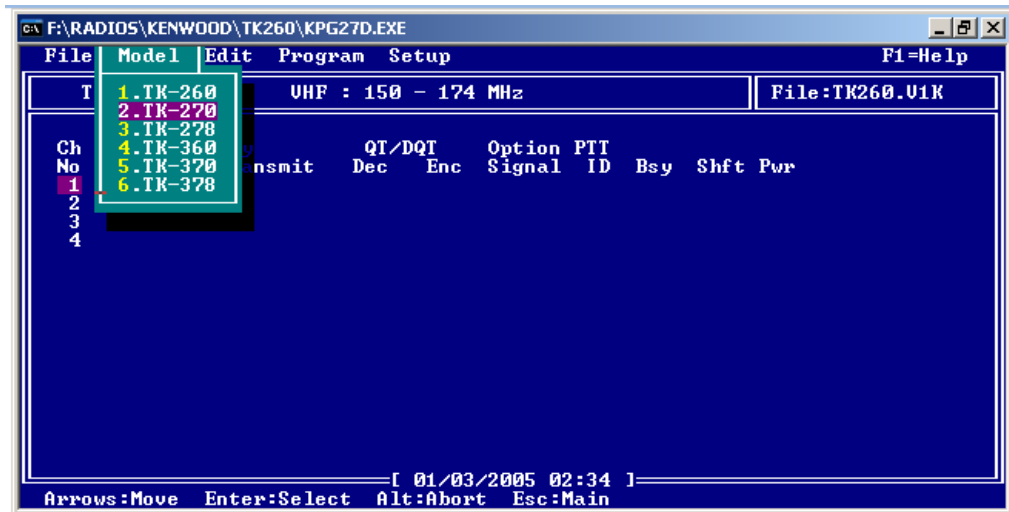 F:\RADIOS\KENWOOD\TK260\KPG27D.EXE
File Model Edit Program Setup F1=Help
T VHF : 150 - 174 MHz File:TK260.V1K
1.TK-260
2.TK-270
3.TK-278
4.TK-360
5.TK-370
6.TK-378
Ch y QT/DQT Option PTT
No ansmit Dec Enc Signal ID Bsy Shft Pwr
1
2
3
4
[ 01/03/2005 02:34 ]
Arrows:Move Enter:Select Alt:Abort Esc:Main